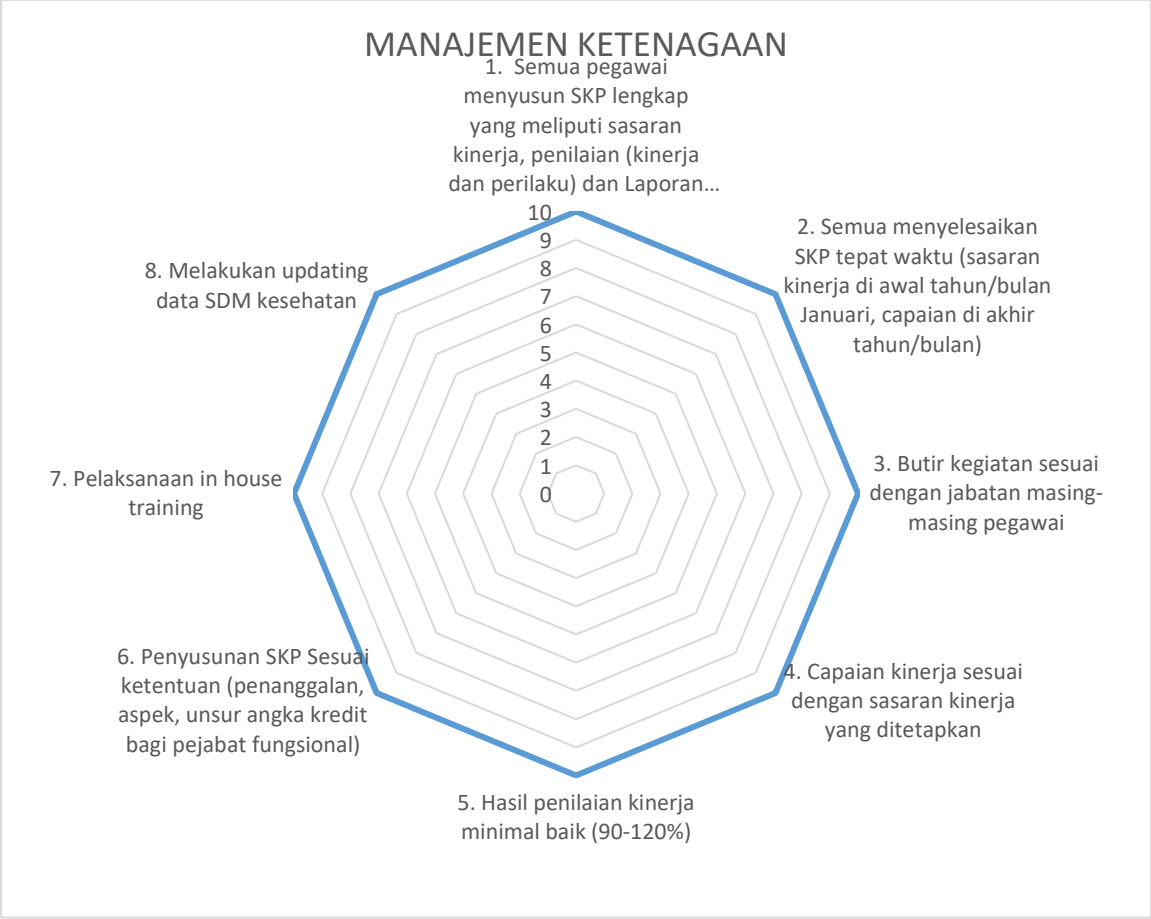 MANAJEMEN KETENAGAAN
1. Semua pegawai
menyusun SKP lengkap
yang meliputi sasaran
kinerja, penilaian (kinerja
dan perilaku) dan Laporan...
2. Semua menyelesaikan
SKP tepat waktu (sasaran
kinerja di awal tahun/bulan
Januari, capaian di akhir
tahun/bulan)
3. Butir kegiatan sesuai
dengan jabatan masing-
masing pegawai
4. Capaian kinerja sesuai
dengan sasaran kinerja
yang ditetapkan
5. Hasil penilaian kinerja
minimal baik (90-120%)
6. Penyusunan SKP Sesuai
ketentuan (penanggalan,
aspek, unsur angka kredit
bagi pejabat fungsional)
7. Pelaksanaan in house
training
8. Melakukan updating
data SDM kesehatan
10
9
8
7
6
5
4
3
2
1
0